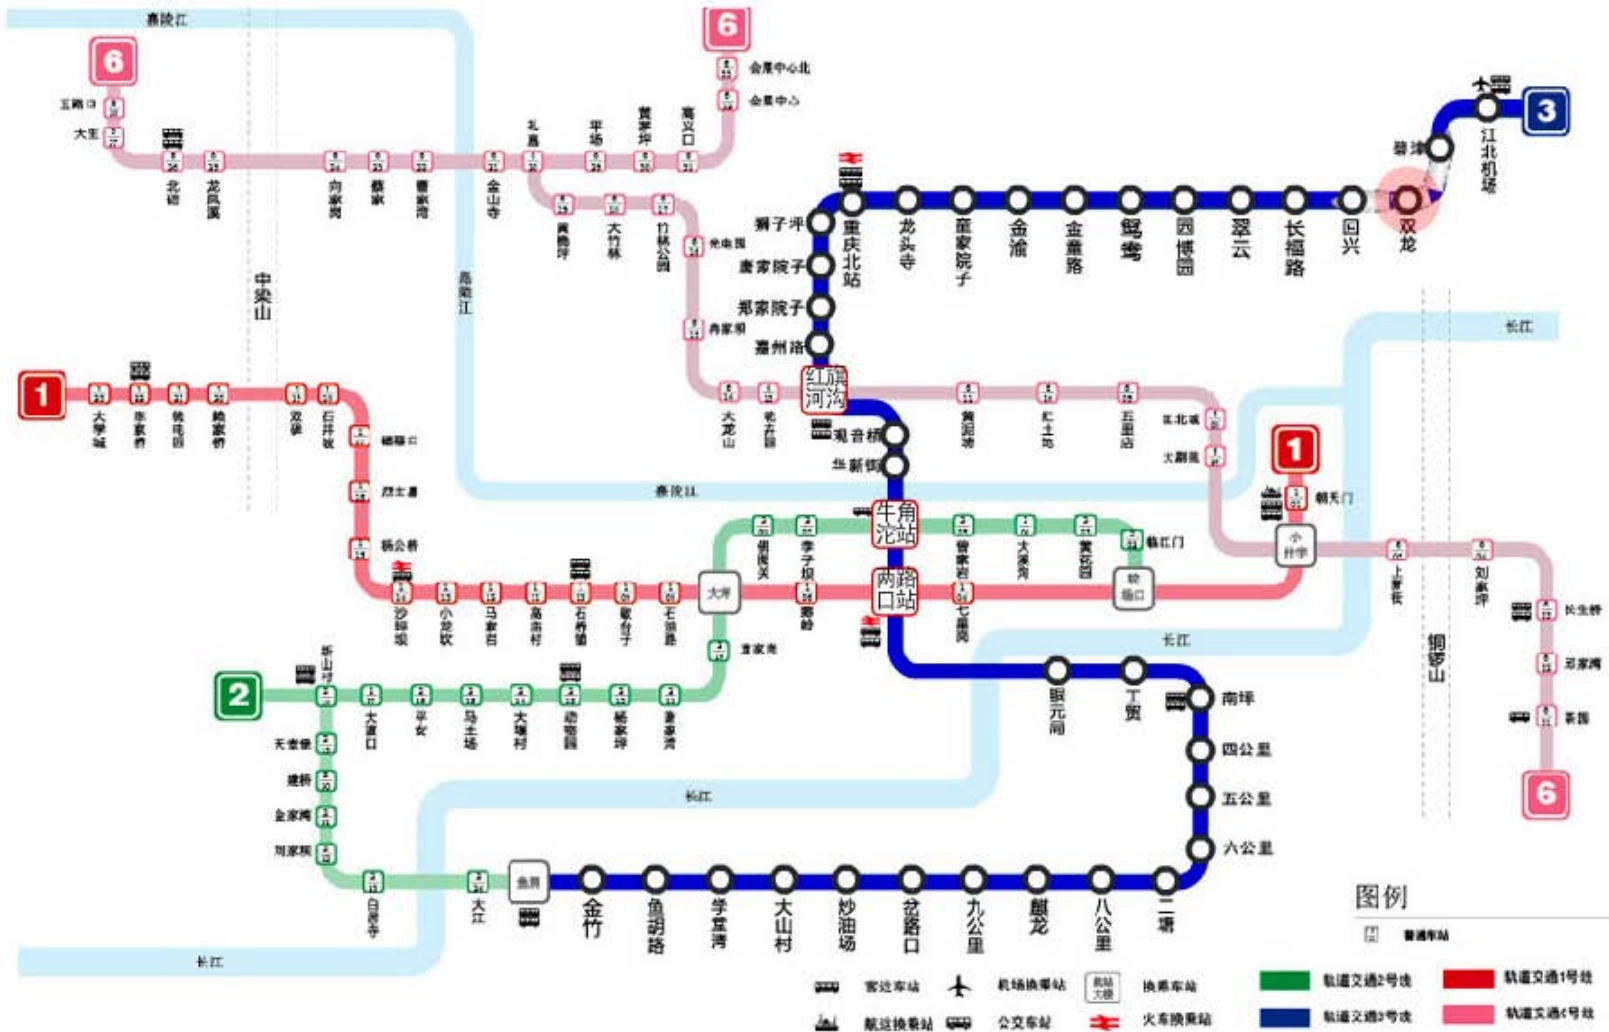 嘉陵江
6
6
会展中心北
会展中心
五路口
大庄
北碚
龙凤溪
向家岗
蔡家
曹家湾
金山寺
礼嘉
平场
黄茅坪
高义口
黄桷坪
大竹林
竹林公园
光电园
冉家坝
大龙山
花卉园
3
江北机场
碧津
双龙
回兴
长福路
翠云
园博园
鸳鸯
金童路
金渝
童家院子
龙头寺
重庆北站
狮子坪
唐家院子
郑家院子
嘉州路
红旗
河沟
观音桥
华新街
牛角
沱站
两路
口站
中梁山
嘉陵江
长江
1
大学城
陈家桥
微电园
赖家桥
双碑
石井坡
磁器口
烈士墓
杨公桥
沙坪坝
小龙坎
马家岩
高庙村
石桥铺
歇台子
石油路
大坪
鹅岭
七星岗
较
场口
小
什字
朝天门
1
黄泥塝
红土地
五里店
江北城
大剧院
嘉陵江
佛图关
李子坝
曾家岩
大溪沟
黄花园
临江门
上新街
刘家坪
长生桥
邱家湾
茶园
6
铜锣山
长江
2
新山村
大渡口
平安
马王场
大堰村
动物园
杨家坪
谢家湾
袁家岗
天堂堡
建桥
金家湾
刘家坝
白居寺
大江
鱼洞
金竹
鱼胡路
学堂湾
大山村
炒油场
岔路口
九公里
麒龙
八公里
二塘
六公里
五公里
四公里
南坪
工贸
铜元局
长江
长江
图例
普通车站
客运车站
机场换乘站
换乘车站
航运换乘站
公交车站
火车换乘站
轨道交通2号线
轨道交通1号线
轨道交通3号线
轨道交通6号线